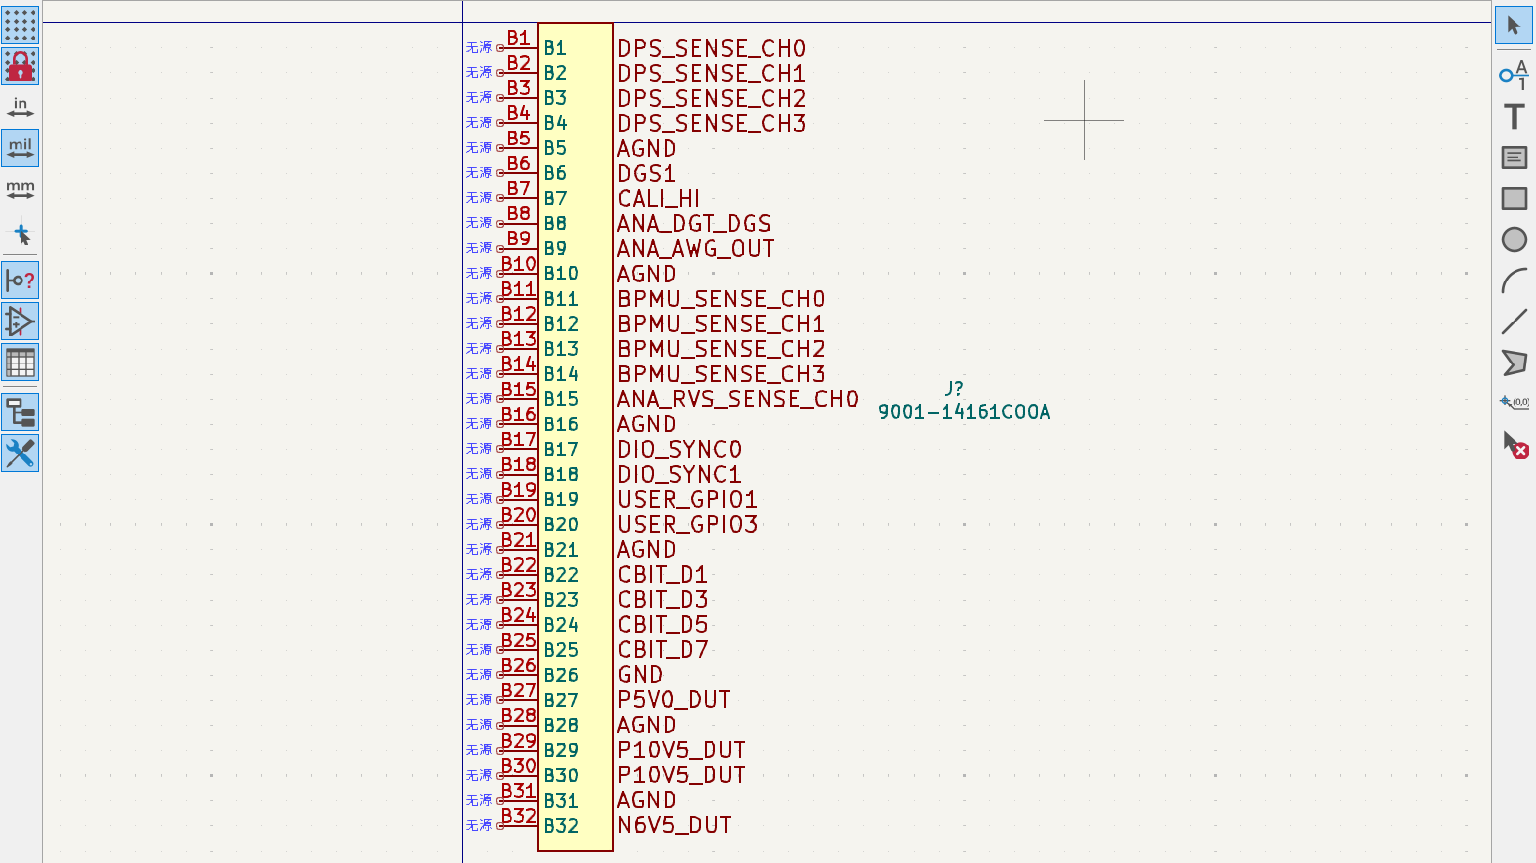 in
mil
mm
?
A
1
T
(0,0)
无源 B1 B1 DPS_SENSE_CH0
无源 B2 B2 DPS_SENSE_CH1
无源 B3 B3 DPS_SENSE_CH2
无源 B4 B4 DPS_SENSE_CH3
无源 B5 B5 AGND
无源 B6 B6 DGS1
无源 B7 B7 CALI_HI
无源 B8 B8 ANA_DGT_DGS
无源 B9 B9 ANA_AWG_OUT
无源 B10 B10 AGND
无源 B11 B11 BPMU_SENSE_CH0
无源 B12 B12 BPMU_SENSE_CH1
无源 B13 B13 BPMU_SENSE_CH2
无源 B14 B14 BPMU_SENSE_CH3
无源 B15 B15 ANA_RVS_SENSE_CH0
J?
9001-14161C00A
无源 B16 B16 AGND
无源 B17 B17 DIO_SYNC0
无源 B18 B18 DIO_SYNC1
无源 B19 B19 USER_GPIO1
无源 B20 B20 USER_GPIO3
无源 B21 B21 AGND
无源 B22 B22 CBIT_D1
无源 B23 B23 CBIT_D3
无源 B24 B24 CBIT_D5
无源 B25 B25 CBIT_D7
无源 B26 B26 GND
无源 B27 B27 P5V0_DUT
无源 B28 B28 AGND
无源 B29 B29 P10V5_DUT
无源 B30 B30 P10V5_DUT
无源 B31 B31 AGND
无源 B32 B32 N6V5_DUT